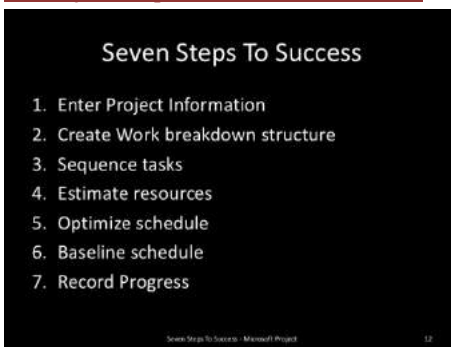 Seven Steps To Success
1. Enter Project Information
2. Create Work breakdown structure
3. Sequence tasks
4. Estimate resources
5. Optimize schedule
6. Baseline schedule
7. Record Progress
Seven Steps To Success - Microsoft Project 12